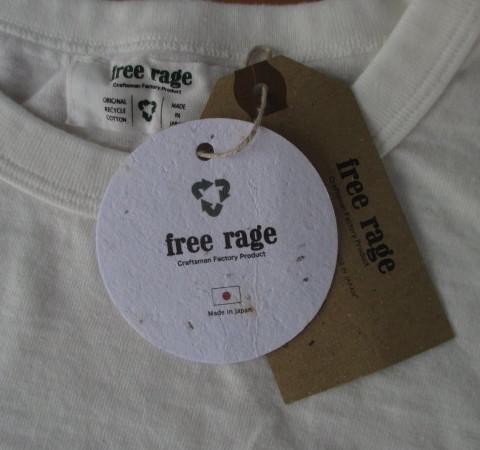 free rage
Craftsman Factory Product
ORIGINAL
RECYCLE
COTTON
MADE
IN
free rage
Craftsman Factory Product
Made in Japan
free rage
Craftsman Factory Product